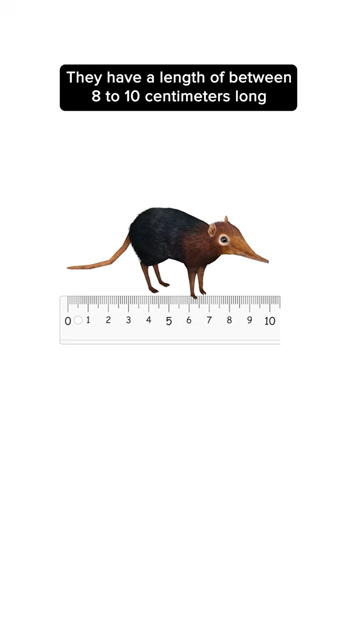 They have a length of between
8 to 10 centimeters long
0 1 2 3 4 5 6 7 8 9 10